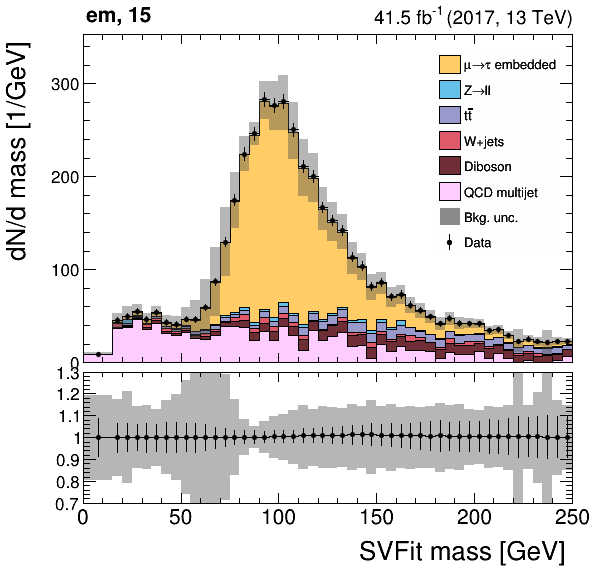 em, 15
41.5 fb⁻¹ (2017, 13 TeV)
dN/d mass [1/GeV]
300
200
100
0
μ→τ embedded
Z→ll
tt̄
W+jets
Diboson
QCD multijet
Bkg. unc.
Data
1.3
1.2
1.1
1
0.9
0.8
0.7
0 50 100 150 200 250
SVFit mass [GeV]